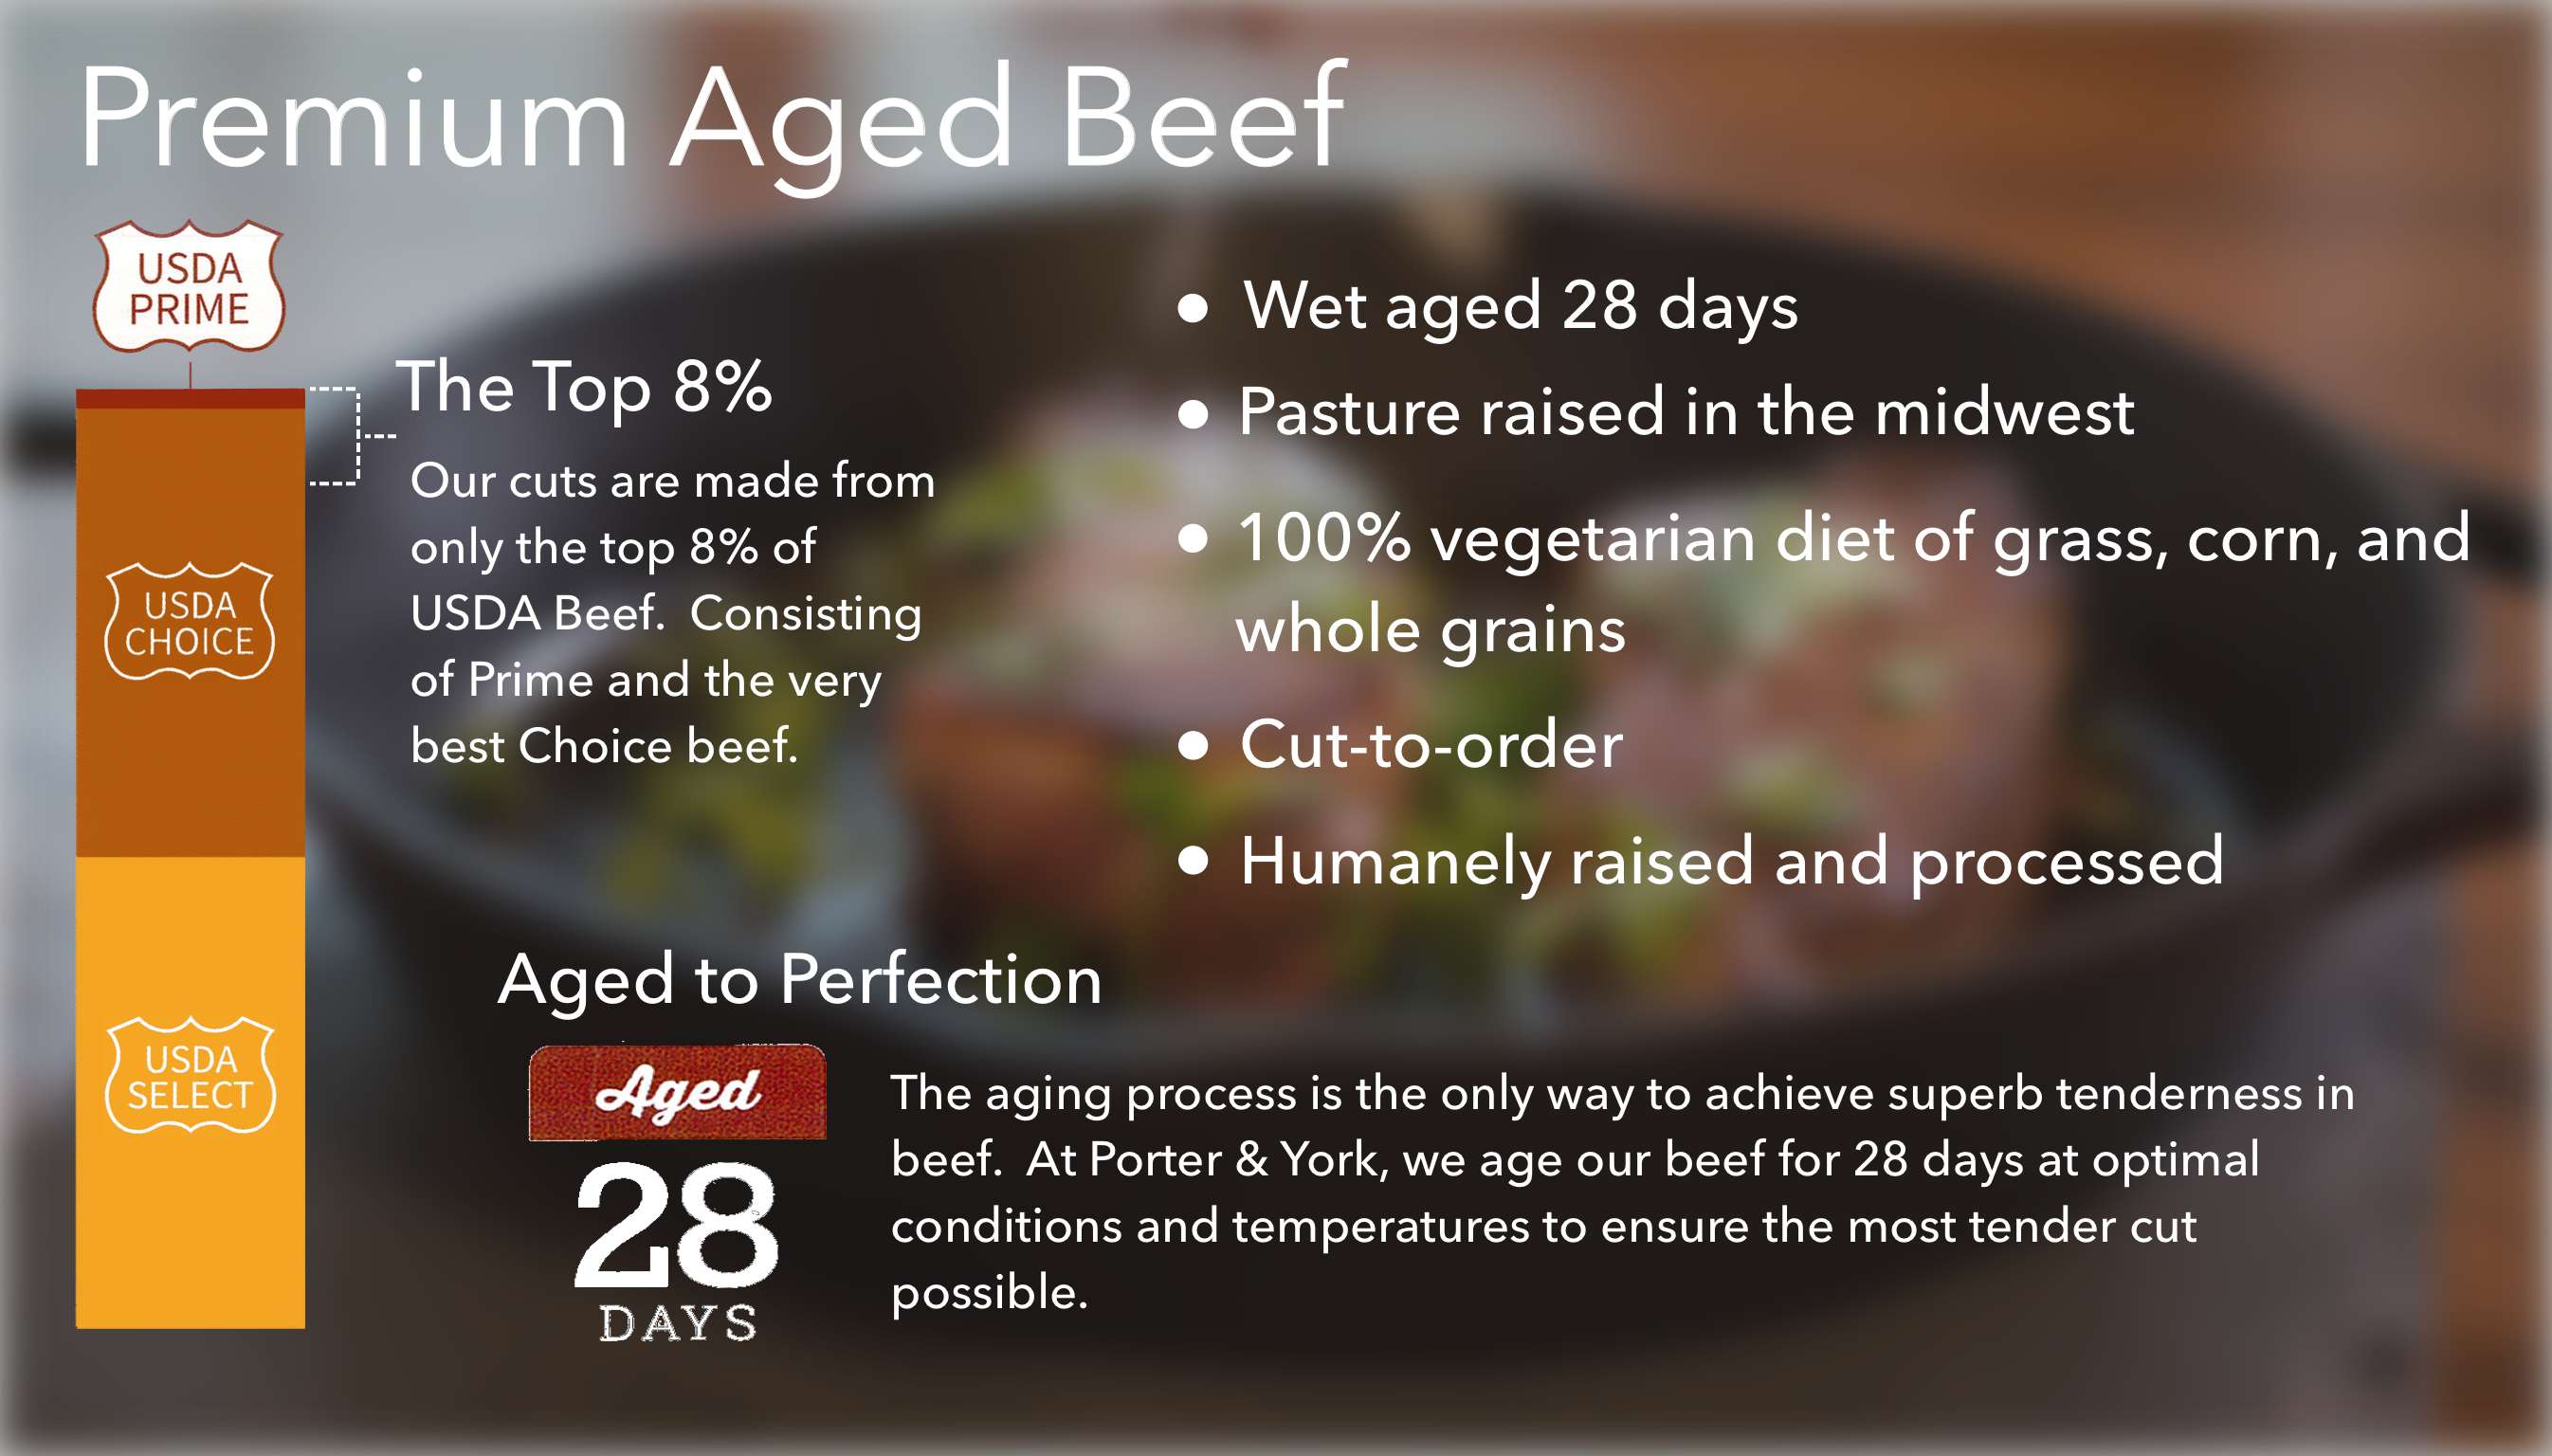 Premium Aged Beef
USDA
PRIME
The Top 8%
Our cuts are made from
only the top 8% of
USDA Beef.  Consisting
of Prime and the very
best Choice beef.
USDA
CHOICE
USDA
SELECT
• Wet aged 28 days
• Pasture raised in the midwest
• 100% vegetarian diet of grass, corn, and
whole grains
• Cut-to-order
• Humanely raised and processed
Aged to Perfection
Aged
28
DAYS
The aging process is the only way to achieve superb tenderness in
beef.  At Porter & York, we age our beef for 28 days at optimal
conditions and temperatures to ensure the most tender cut
possible.